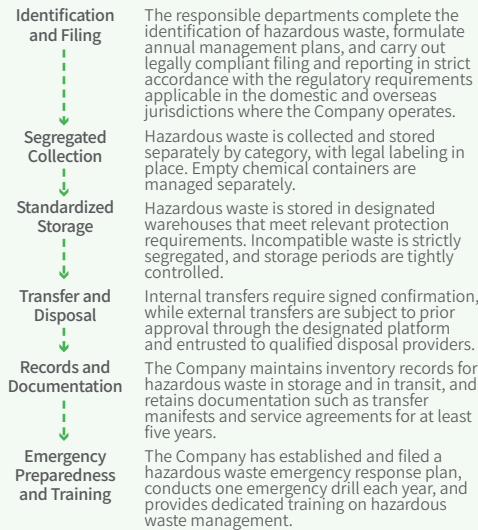 Identification
and Filing
The responsible departments complete the
identification of hazardous waste, formulate
annual management plans, and carry out
legally compliant filing and reporting in strict
accordance with the regulatory requirements
applicable in the domestic and overseas
jurisdictions where the Company operates.
Segregated
Collection
Hazardous waste is collected and stored
separately by category, with legal labeling in
place. Empty chemical containers are
managed separately.
Standardized
Storage
Hazardous waste is stored in designated
warehouses that meet relevant protection
requirements. Incompatible waste is strictly
segregated, and storage periods are tightly
controlled.
Transfer and
Disposal
Internal transfers require signed confirmation,
while external transfers are subject to prior
approval through the designated platform
and entrusted to qualified disposal providers.
Records and
Documentation
The Company maintains inventory records for
hazardous waste in storage and in transit, and
retains documentation such as transfer
manifests and service agreements for at least
five years.
Emergency
Preparedness
and Training
The Company has established and filed a
hazardous waste emergency response plan,
conducts one emergency drill each year, and
provides dedicated training on hazardous
waste management.